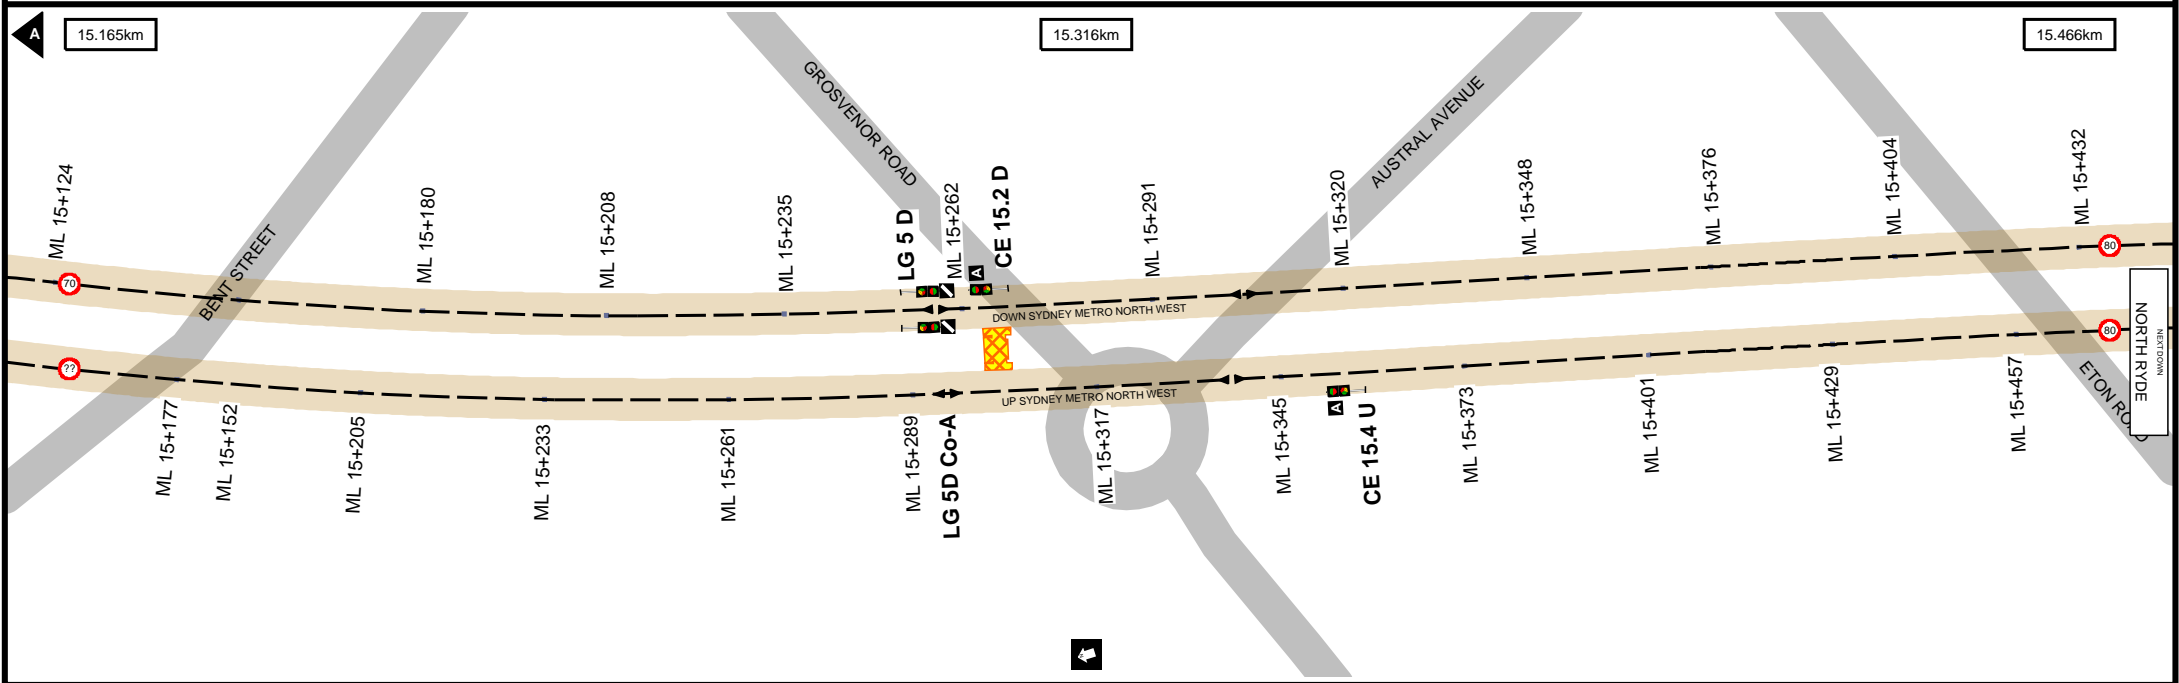 A
15.165km
15.316km
15.466km
BENT STREET
GROSVENOR ROAD
AUSTRAL AVENUE
ETON ROAD
ML 15+124
ML 15+180
ML 15+208
ML 15+235
LG 5 D
ML 15+262
A
CE 15.2 D
ML 15+291
ML 15+320
ML 15+348
ML 15+376
ML 15+404
ML 15+432
70
80
DOWN SYDNEY METRO NORTH WEST
??
80
UP SYDNEY METRO NORTH WEST
NEXT DOWN
NORTH RYDE
ML 15+177
ML 15+152
ML 15+205
ML 15+233
ML 15+261
ML 15+289
LG 5D Co-A
ML 15+317
ML 15+345
A
CE 15.4 U
ML 15+373
ML 15+401
ML 15+429
ML 15+457